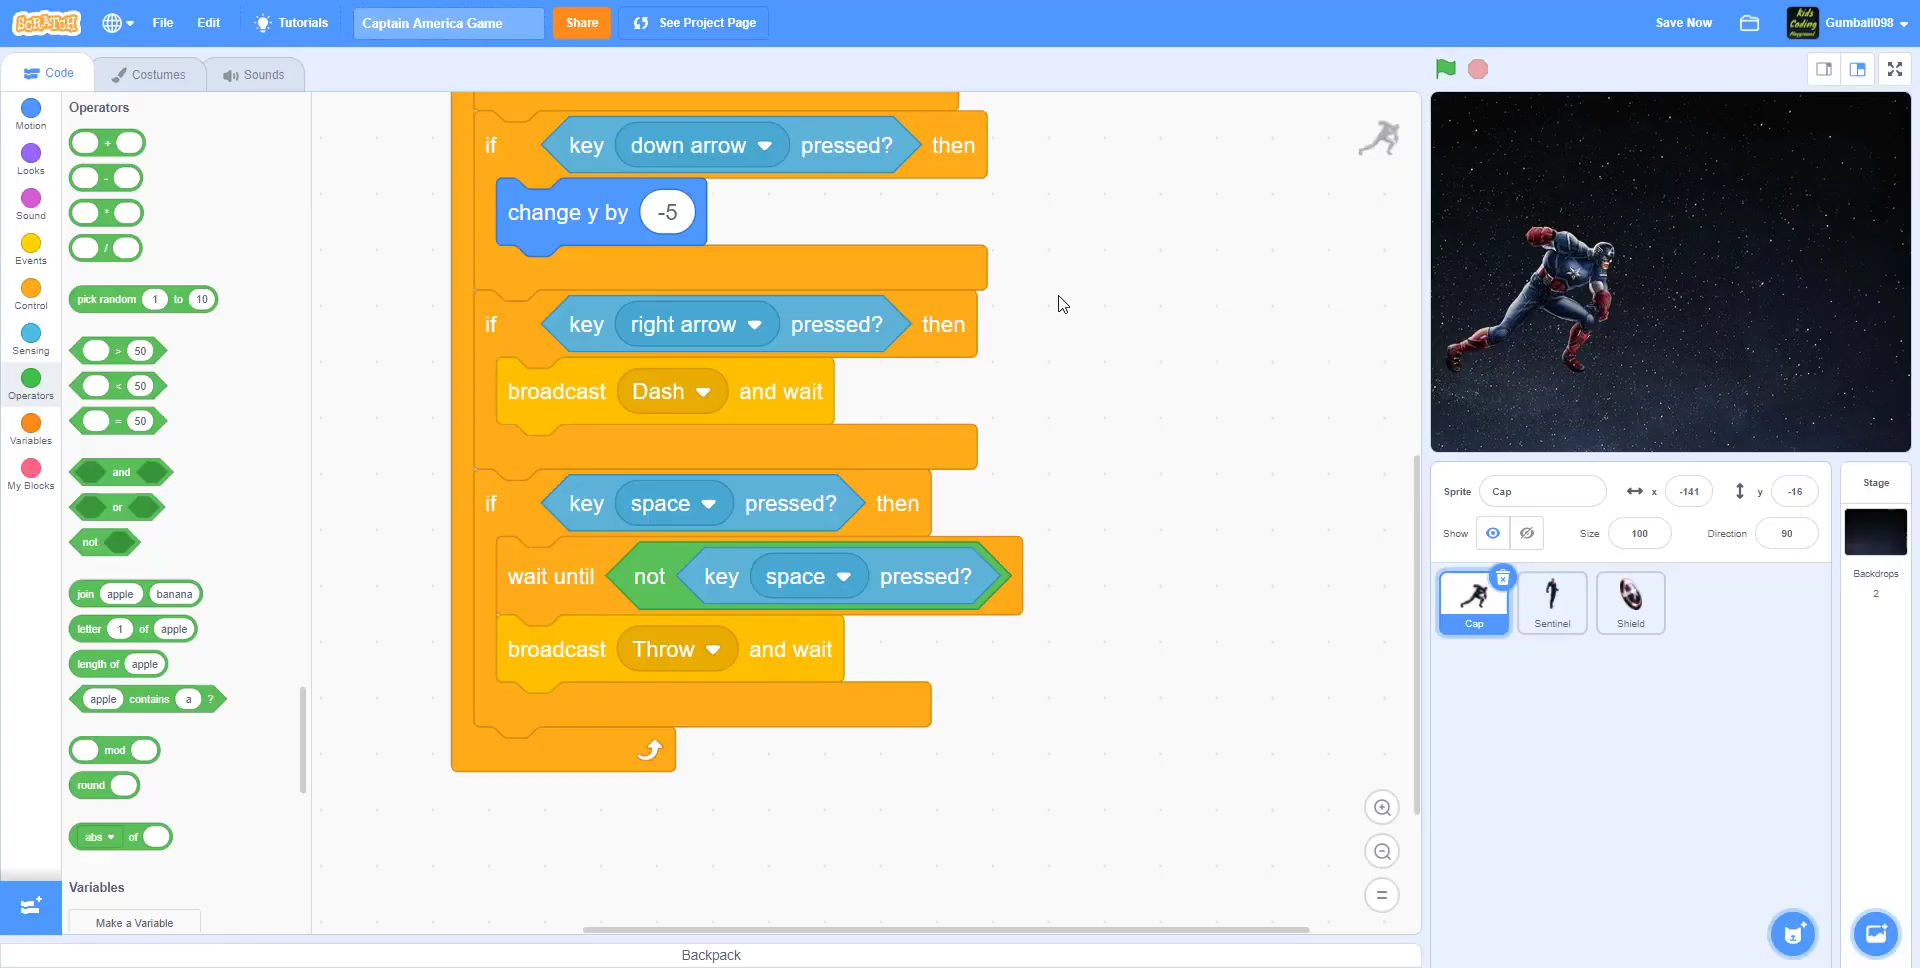 SCRATCH
File
Edit
Tutorials
Captain America Game
Share
See Project Page
Save Now
Kids
Coding
Playground
Gumball098
Code
Costumes
Sounds
Motion
Looks
Sound
Events
Control
Sensing
Operators
Variables
My Blocks
Operators
+
-
*
/
pick random 1 to 10
> 50
< 50
= 50
and
or
not
join apple banana
letter 1 of apple
length of apple
apple contains a ?
mod
round
abs of
Variables
Make a Variable
if key down arrow pressed? then
change y by -5
if key right arrow pressed? then
broadcast Dash and wait
if key space pressed? then
wait until not key space pressed?
broadcast Throw and wait
Backpack
Sprite Cap x -141 y -16
Show Size 100 Direction 90
Cap
Sentinel
Shield
Stage
Backdrops
2